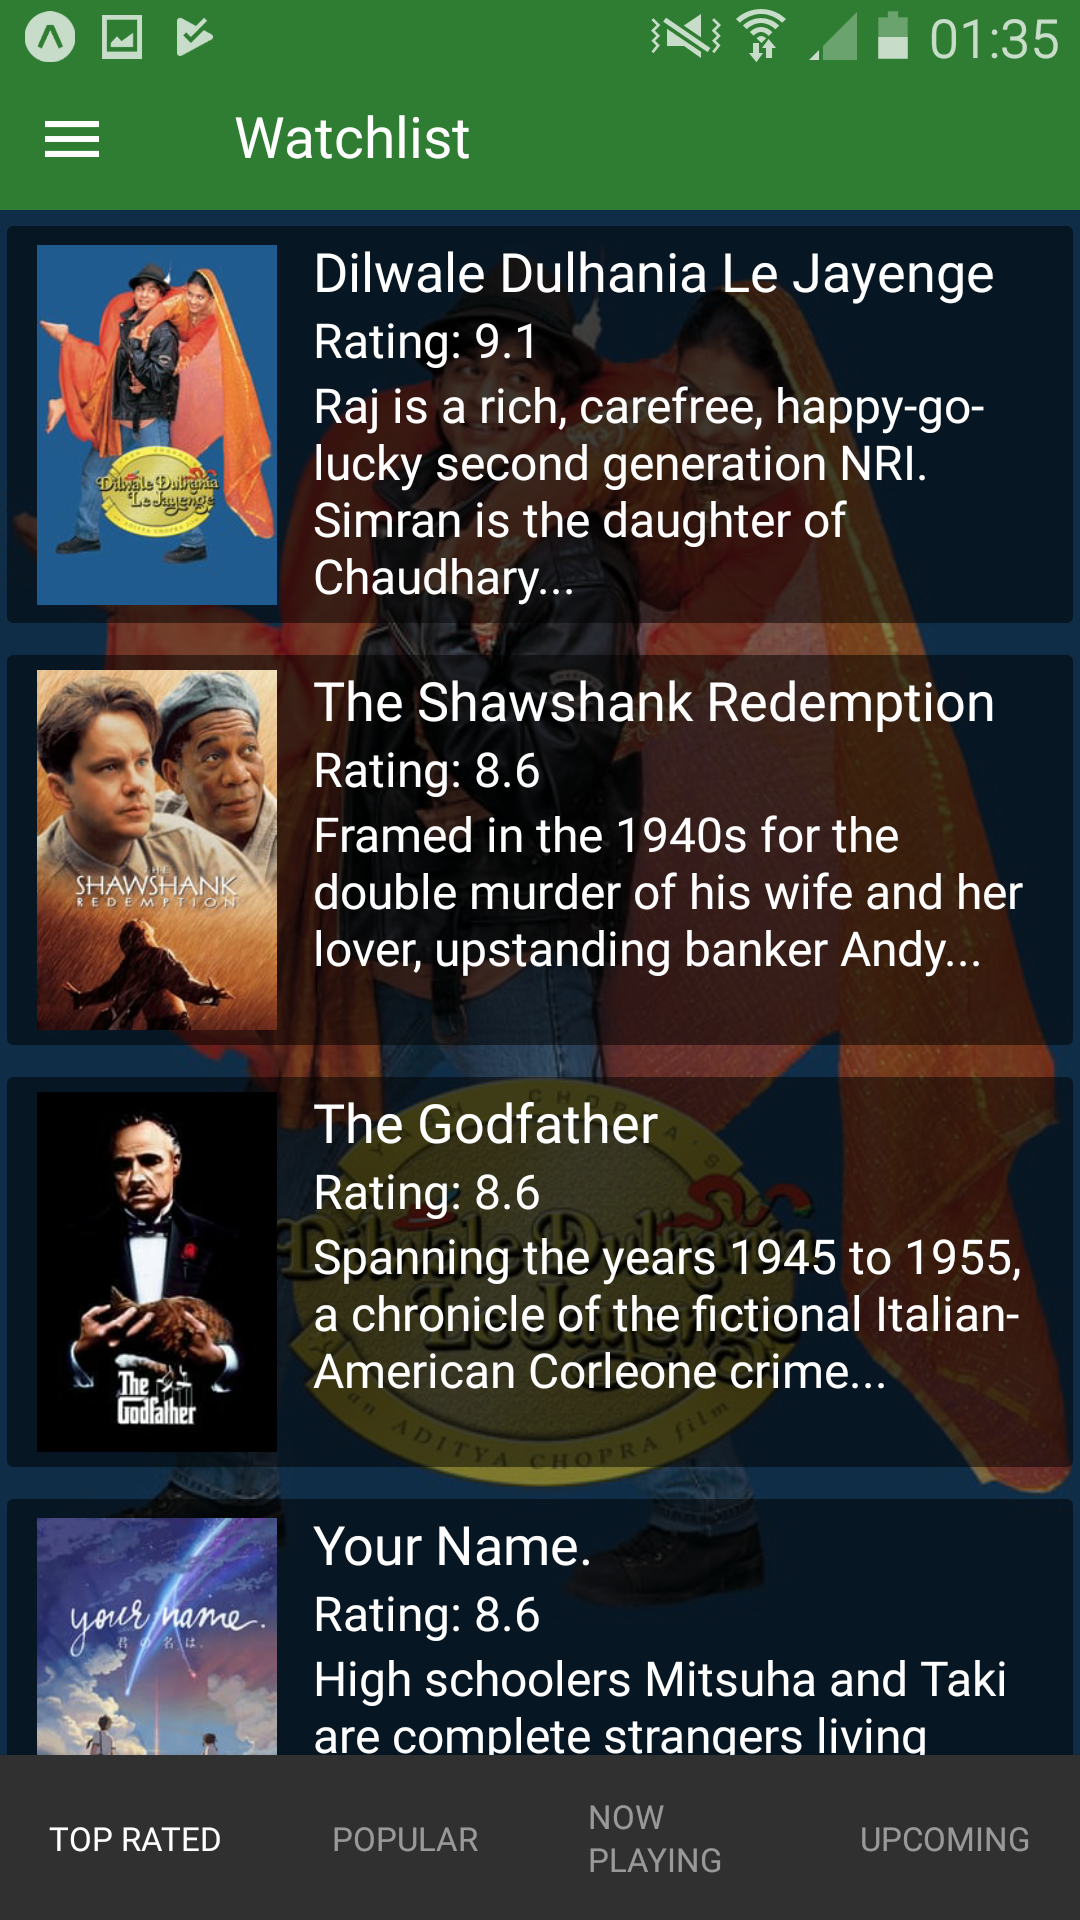 01:35
Watchlist
Dilwale Dulhania Le Jayenge
Rating: 9.1
Raj is a rich, carefree, happy-go-
lucky second generation NRI.
Simran is the daughter of
Chaudhary...
Dilwale Dulhania
Le Jayenge
The Shawshank Redemption
Rating: 8.6
Framed in the 1940s for the
double murder of his wife and her
lover, upstanding banker Andy...
THE
SHAWSHANK
REDEMPTION
The Godfather
Rating: 8.6
Spanning the years 1945 to 1955,
a chronicle of the fictional Italian-
American Corleone crime...
The
Godfather
Dilwale Dulhania
Le Jayenge
an ADITYA CHOPRA film
Your Name.
Rating: 8.6
High schoolers Mitsuha and Taki
are complete strangers living
your name.
君の名は.
TOP RATED
POPULAR
NOW
PLAYING
UPCOMING